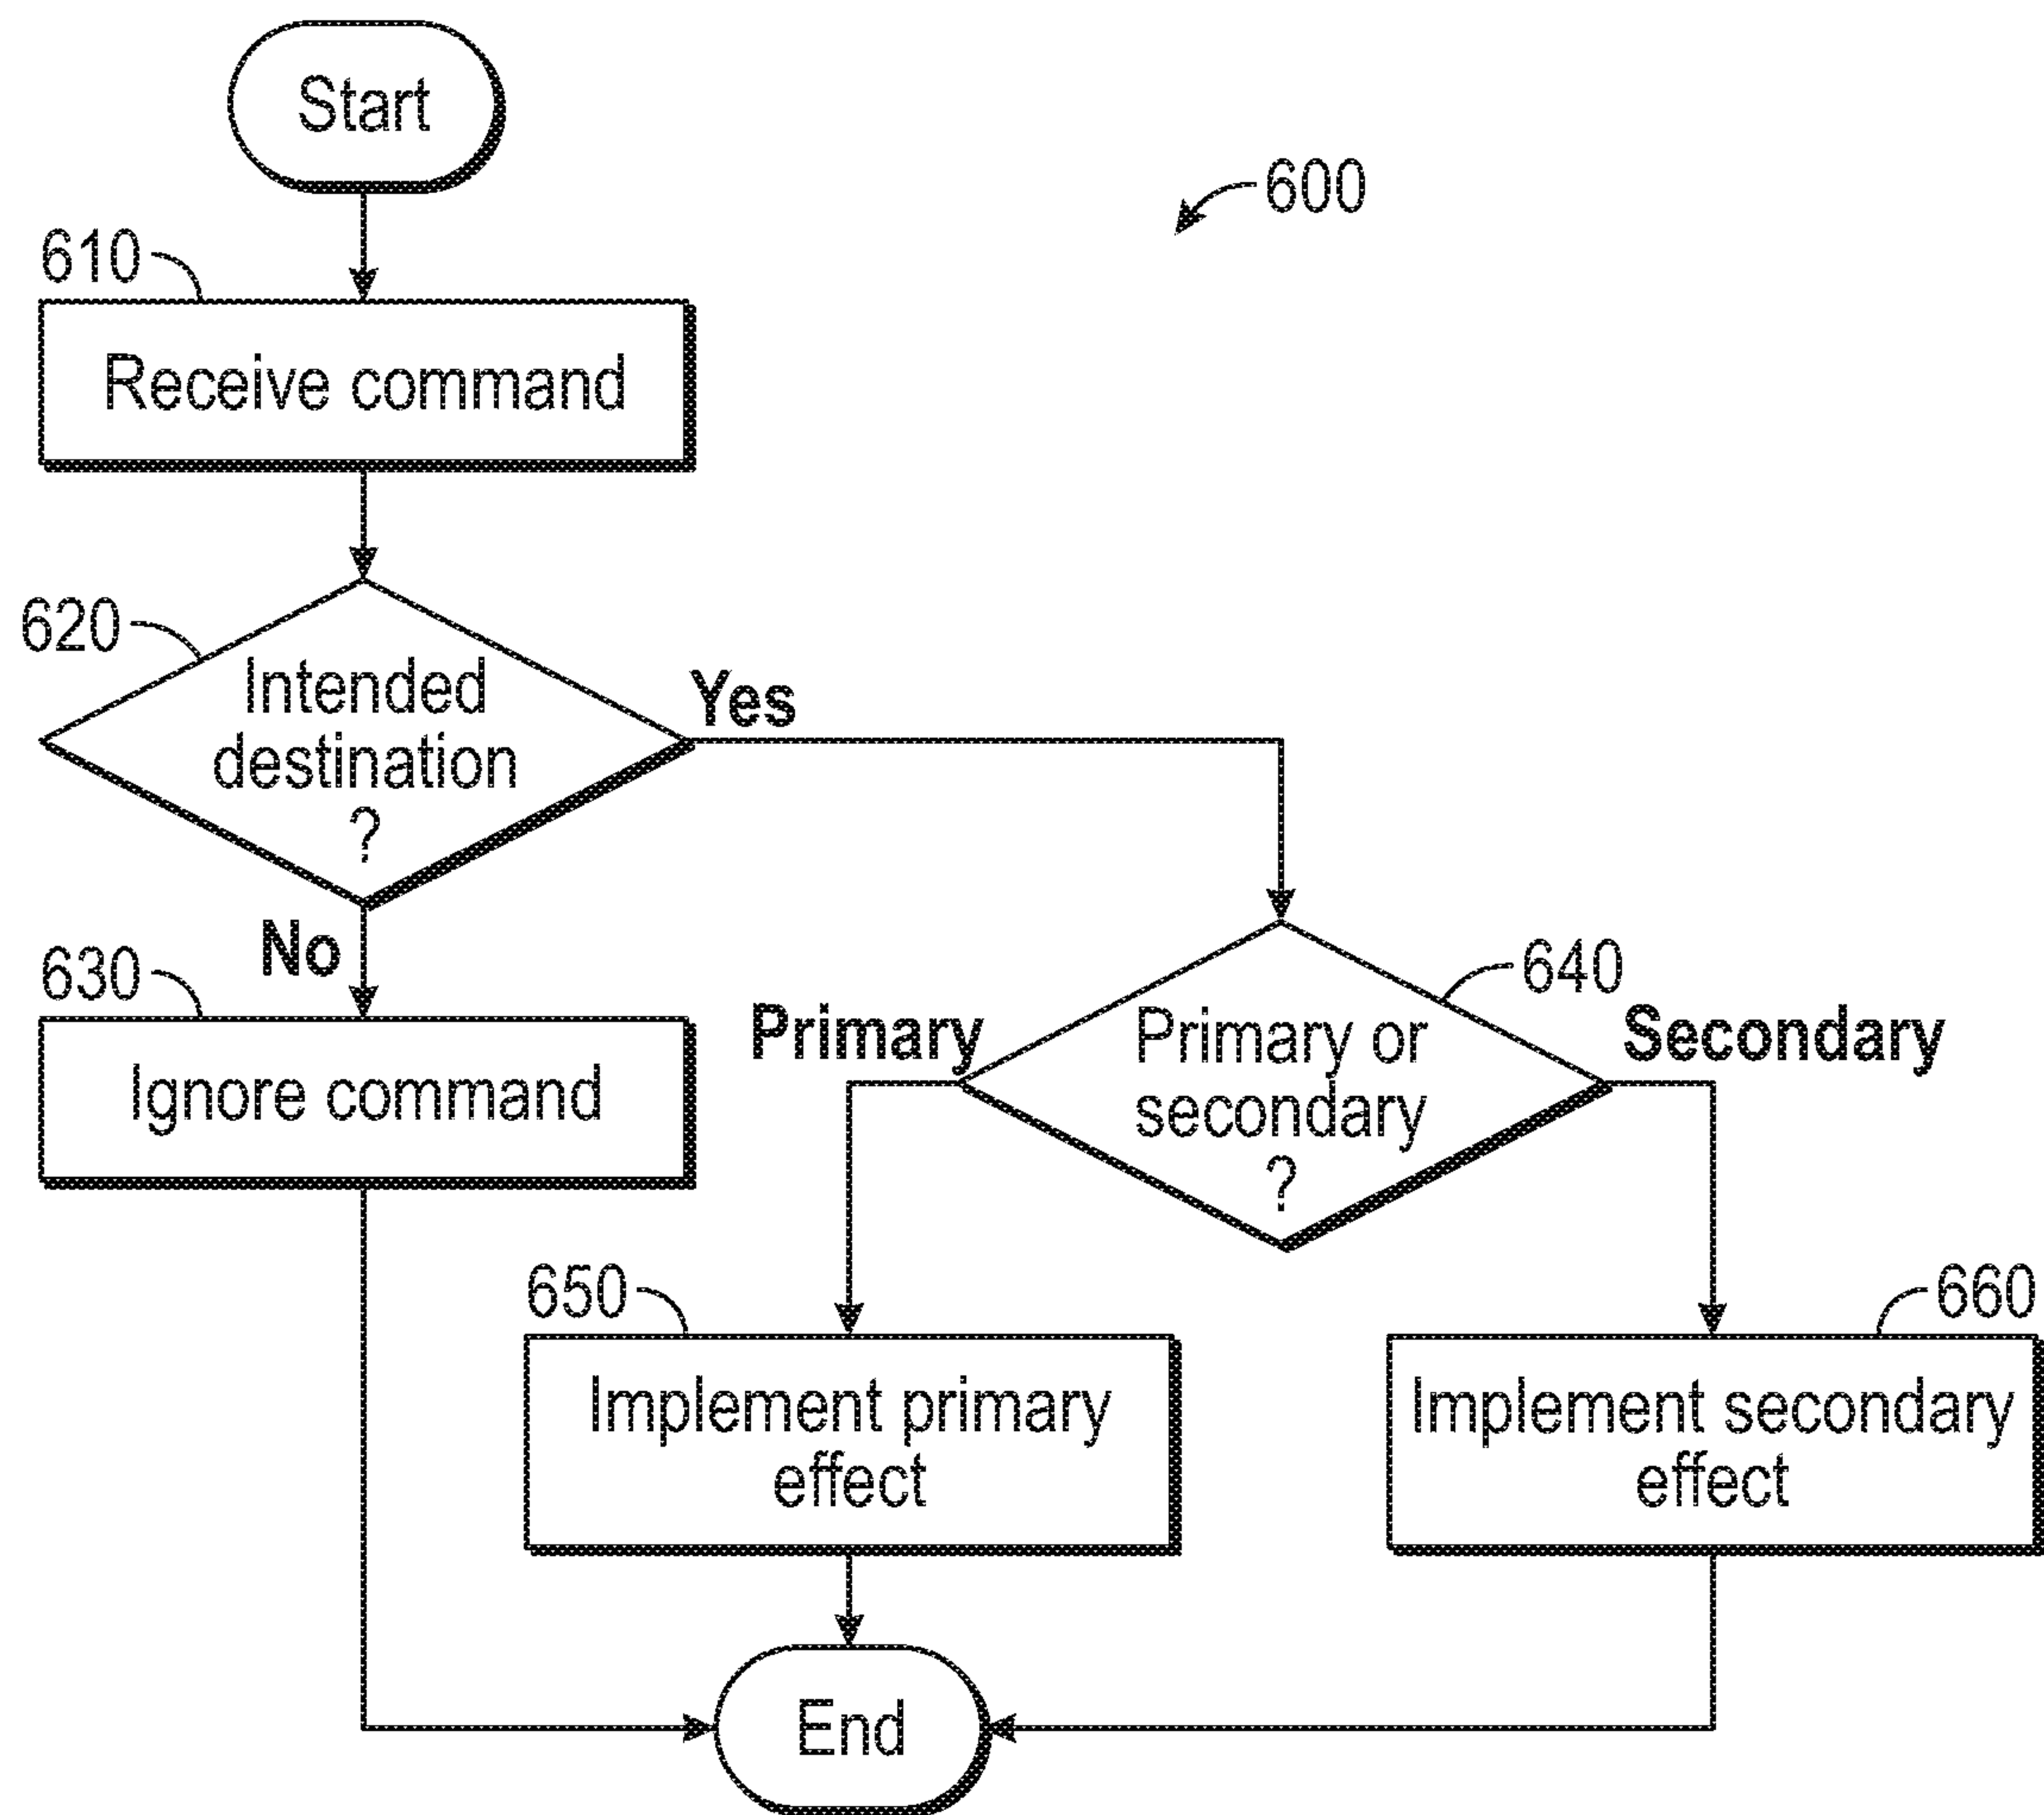 Start
600
610
Receive command
620
Intended
destination
?
Yes
No
630
Ignore command
640
Primary
Primary or
secondary
?
Secondary
650
Implement primary
effect
660
Implement secondary
effect
End